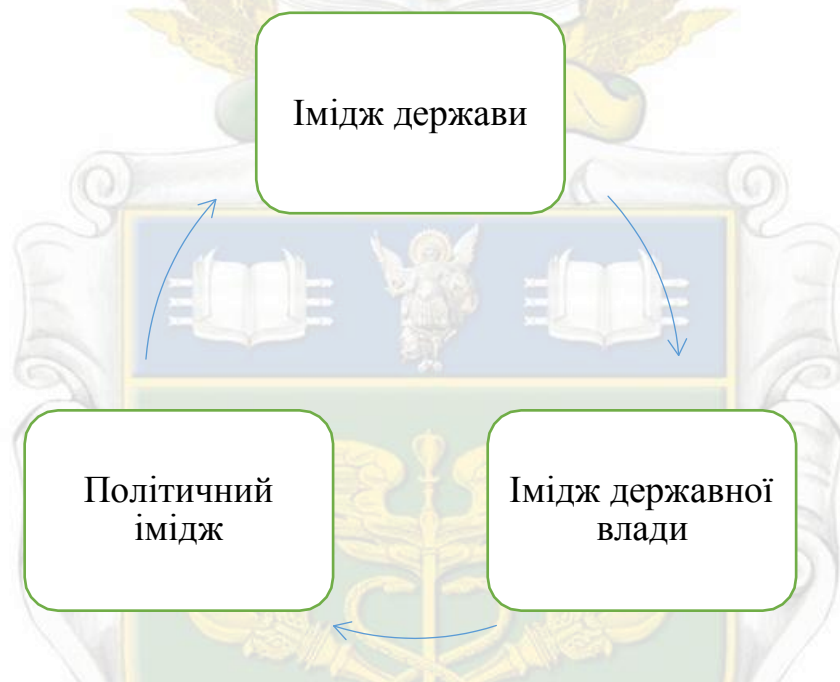 Імідж держави
Політичний
імідж
Імідж державної
влади